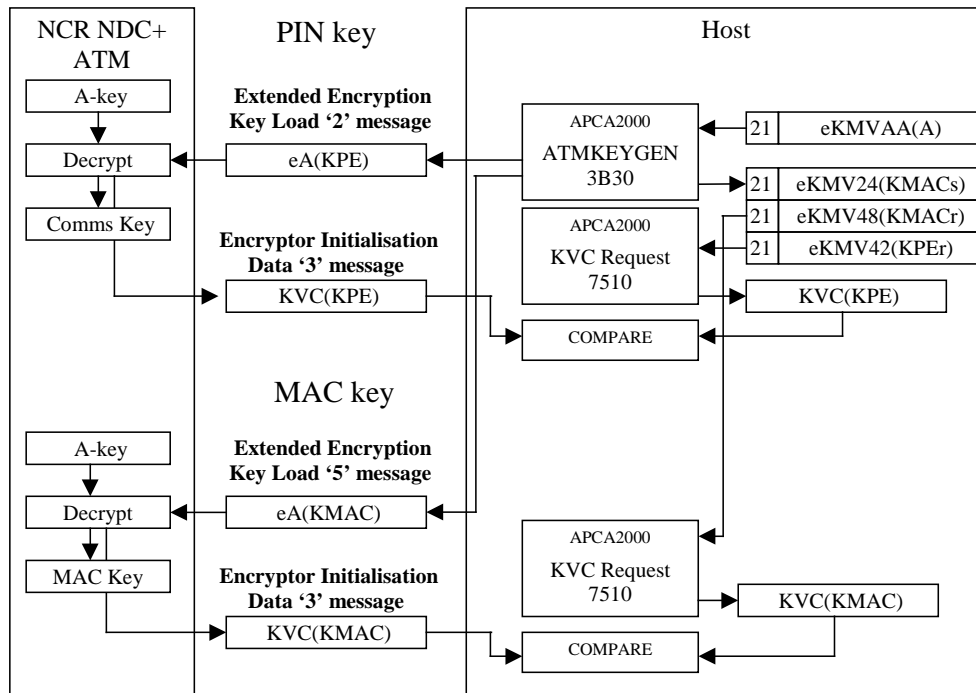 NCR NDC+
ATM
PIN key
Host
A-key
Extended Encryption
Key Load ‘2’ message
Decrypt
eA(KPE)
APCA2000
ATMKEYGEN
3B30
21 eKMVAA(A)
21 eKMV24(KMACs)
21 eKMV48(KMACr)
21 eKMV42(KPEr)
Comms Key
Encryptor Initialisation
Data ‘3’ message
KVC(KPE)
APCA2000
KVC Request
7510
KVC(KPE)
COMPARE
MAC key
A-key
Extended Encryption
Key Load ‘5’ message
Decrypt
eA(KMAC)
MAC Key
Encryptor Initialisation
Data ‘3’ message
KVC(KMAC)
APCA2000
KVC Request
7510
KVC(KMAC)
COMPARE